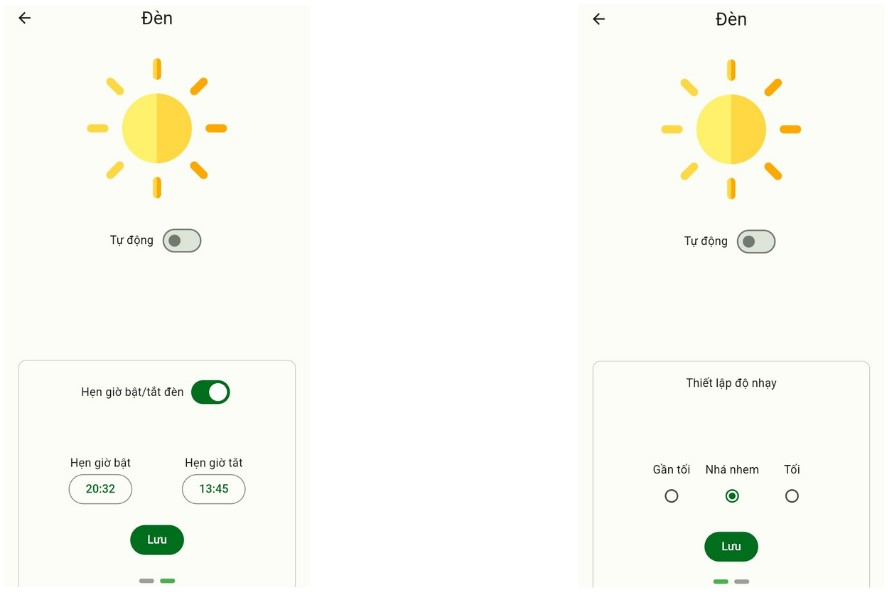 Đèn
Tự động
Hẹn giờ bật/tắt đèn
Hẹn giờ bật
Hẹn giờ tắt
20:32
13:45
Lưu
Đèn
Tự động
Thiết lập độ nhạy
Gần tối
Nhá nhem
Tối
Lưu